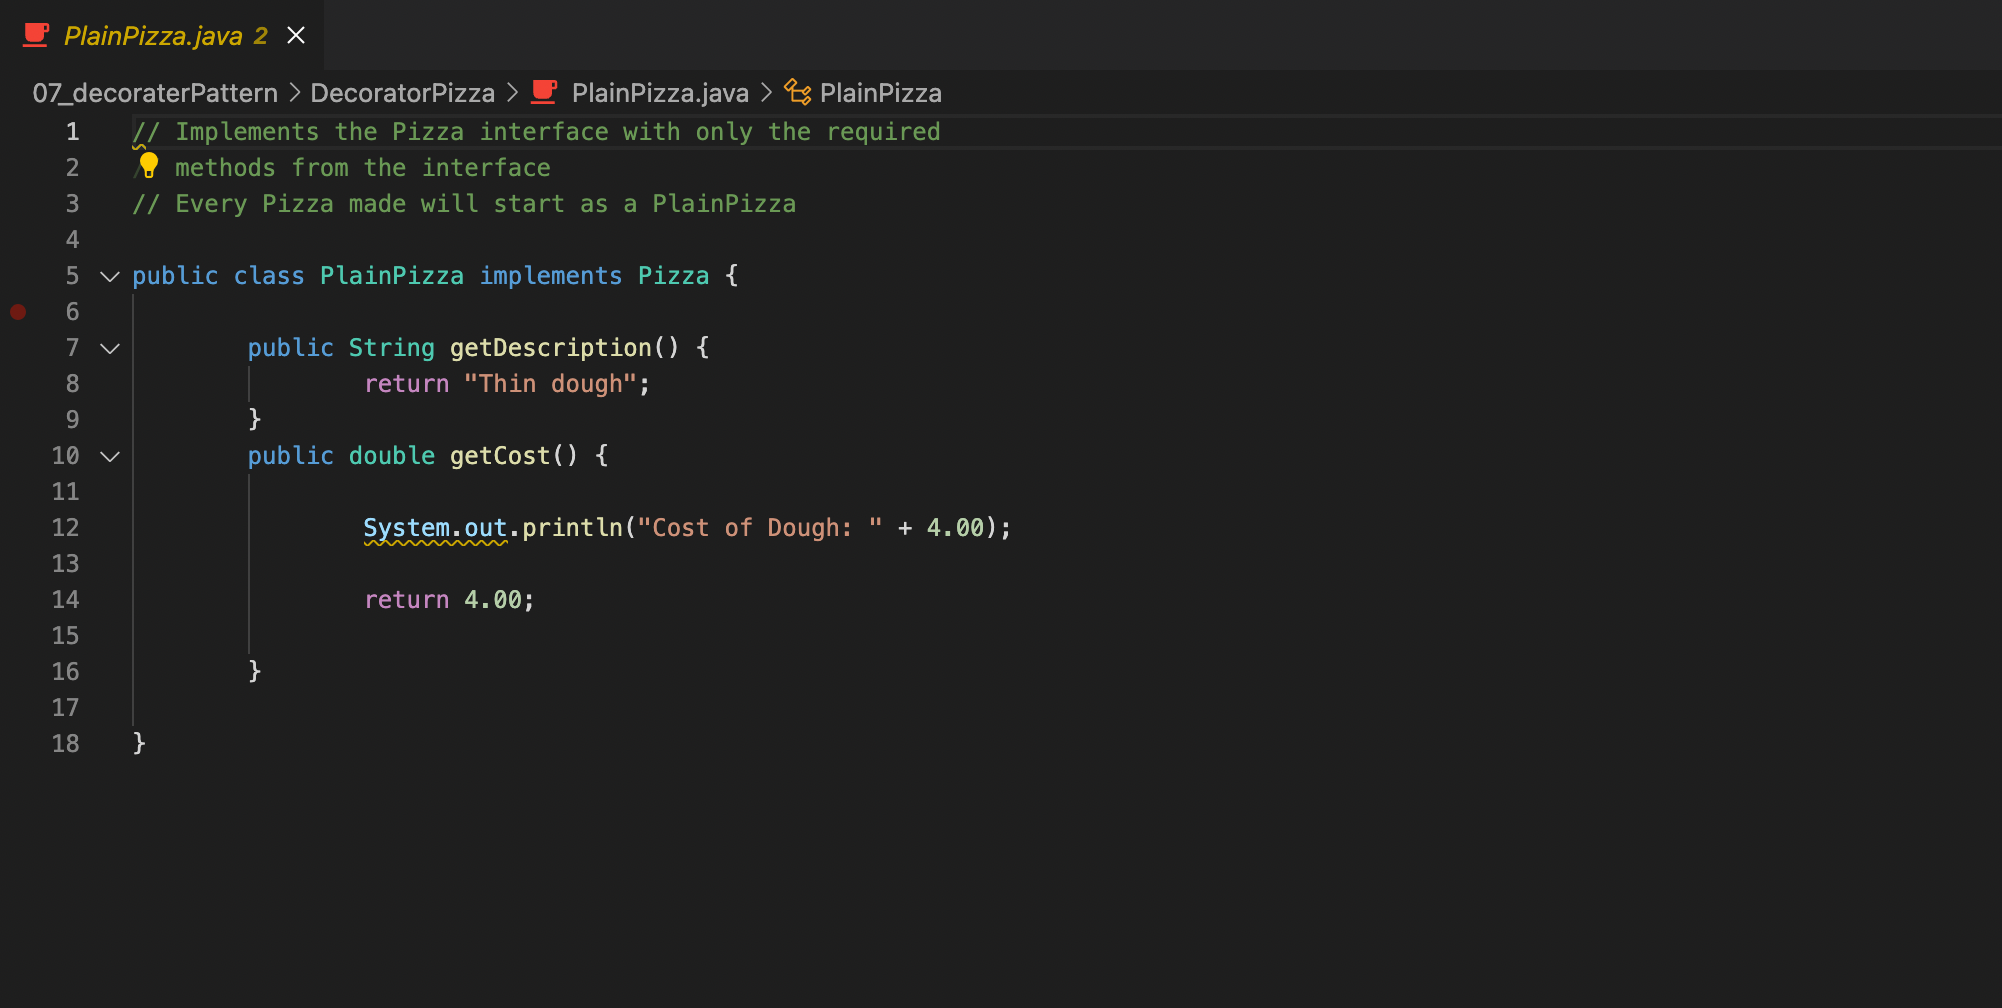 PlainPizza.java 2
07_decoraterPattern > DecoratorPizza > PlainPizza.java > PlainPizza
1 // Implements the Pizza interface with only the required
2 methods from the interface
3 // Every Pizza made will start as a PlainPizza
4
5 public class PlainPizza implements Pizza {
6
7 public String getDescription() {
8 return "Thin dough";
9 }
10 public double getCost() {
11
12 System.out.println("Cost of Dough: " + 4.00);
13
14 return 4.00;
15
16 }
17
18 }